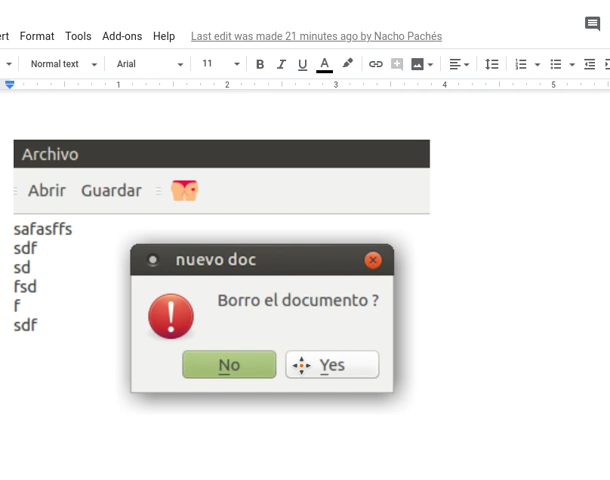 Format Tools Add-ons Help Last edit was made 21 minutes ago by Nacho Pachés
Normal text Arial 11 B I U A
1 2 3 4 5
Archivo
Abrir Guardar
safasffs
sdf
sd
fsd
f
sdf
nuevo doc
Borro el documento ?
No Yes